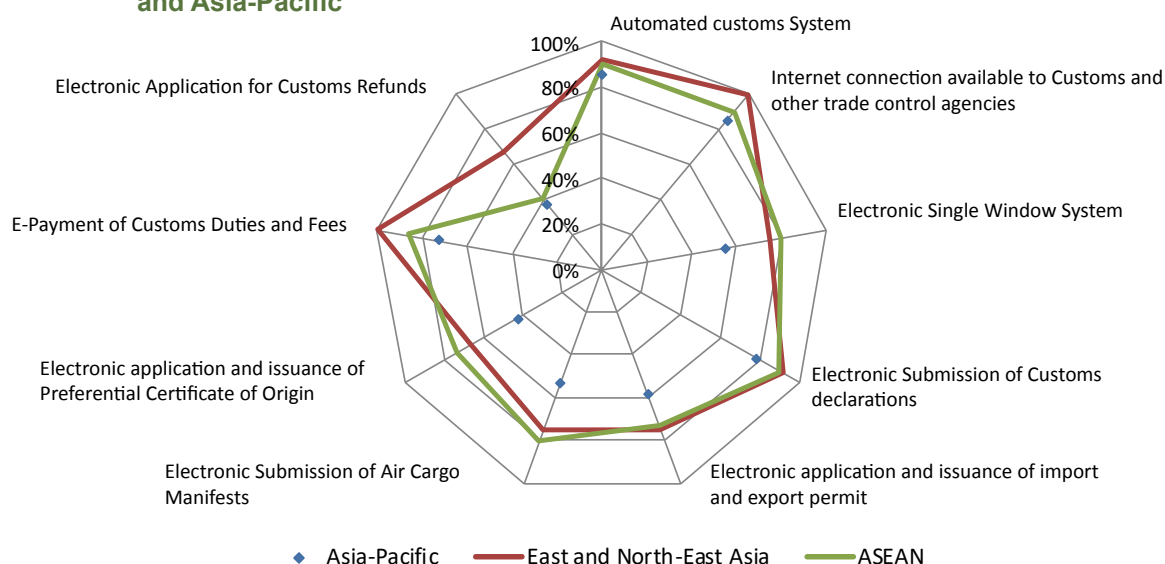 and Asia-Pacific
Automated customs System
100%
Internet connection available to Customs and
other trade control agencies
Electronic Application for Customs Refunds
80%
60%
40%
20%
0%
Electronic Single Window System
E-Payment of Customs Duties and Fees
Electronic application and issuance of
Preferential Certificate of Origin
Electronic Submission of Customs
declarations
Electronic Submission of Air Cargo
Manifests
Electronic application and issuance of import
and export permit
Asia-Pacific
East and North-East Asia
ASEAN